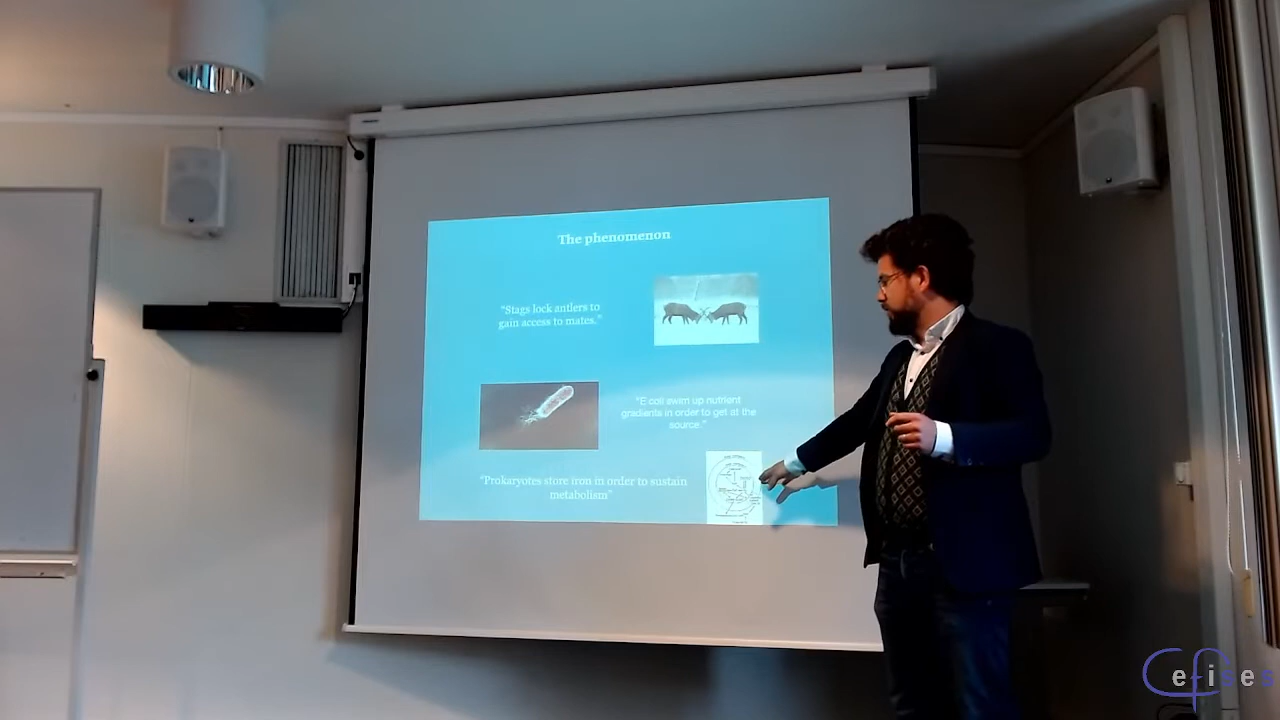 The phenomenon
“Stags lock antlers to
gain access to mates.”
“E coli swim up nutrient
gradients in order to get at the
source.”
“Prokaryotes store iron in order to sustain
metabolism”
Cefises